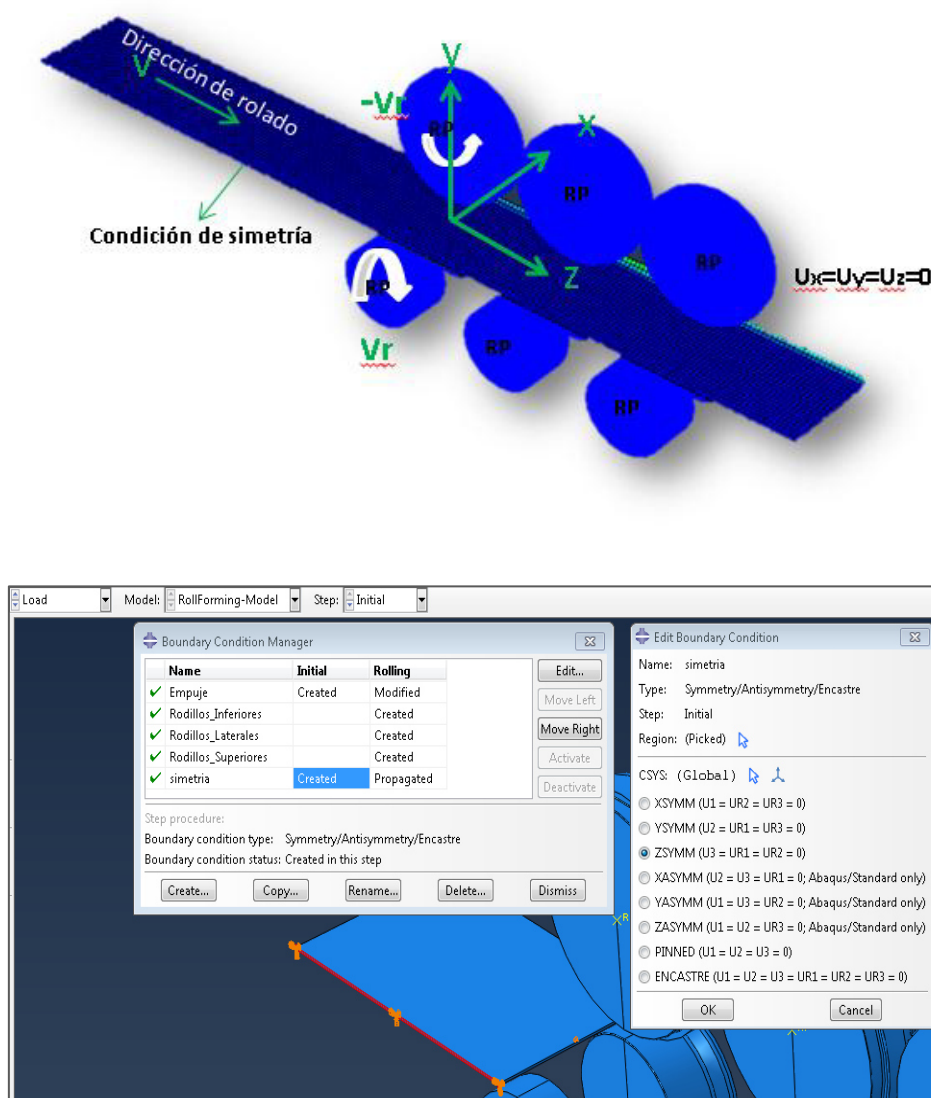 Dirección de rolado
V
y
-Vr
RP
X
RP
Condición de simetría
RP
Z
RP
Ux=Uy=Uz=0
Vr
RP
RP
Load Model: RollForming-Model Step: Initial
Boundary Condition Manager
Name Initial Rolling
Empuje Created Modified
Rodillos_Inferiores Created
Rodillos_Laterales Created
Rodillos_Superiores Created
simetria Created Propagated
Edit...
Move Left
Move Right
Activate
Deactivate
Step procedure:
Boundary condition type: Symmetry/Antisymmetry/Encastre
Boundary condition status: Created in this step
Create... Copy... Rename... Delete... Dismiss
Edit Boundary Condition
Name: simetria
Type: Symmetry/Antisymmetry/Encastre
Step: Initial
Region: (Picked)
CSYS: (Global)
XSYMM (U1 = UR2 = UR3 = 0)
YSYMM (U2 = UR1 = UR3 = 0)
ZSYMM (U3 = UR1 = UR2 = 0)
XASYMM (U2 = U3 = UR1 = 0; Abaqus/Standard only)
YASYMM (U1 = U3 = UR2 = 0; Abaqus/Standard only)
ZASYMM (U1 = U2 = UR3 = 0; Abaqus/Standard only)
PINNED (U1 = U2 = U3 = 0)
ENCASTRE (U1 = U2 = U3 = UR1 = UR2 = UR3 = 0)
OK Cancel